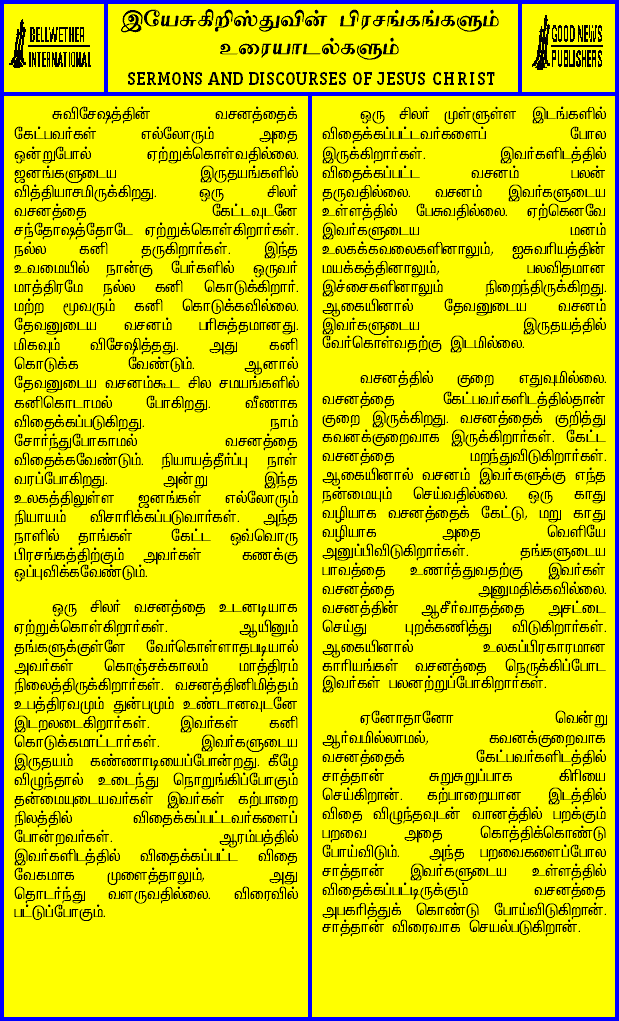 BELLWETHER
INTERNATIONAL
இயேசுகிறிஸ்துவின் பிரசங்கங்களும்
உரையாடல்களும்
SERMONS AND DISCOURSES OF JESUS CHRIST
GOOD NEWS
PUBLISHERS
சுவிசேஷத்தின் வசனத்தைக்
கேட்பவர்கள் எல்லோரும் அதை
ஒன்றுபோல் ஏற்றுக்கொள்வதில்லை.
ஜனங்களுடைய இருதயங்களில்
வித்தியாசமிருக்கிறது. ஒரு சிலர்
வசனத்தை கேட்டவுடனே
சந்தோஷத்தோடே ஏற்றுக்கொள்கிறார்கள்.
நல்ல கனி தருகிறார்கள். இந்த
உவமையில் நான்கு பேர்களில் ஒருவர்
மாத்திரமே நல்ல கனி கொடுக்கிறார்.
மற்ற மூவரும் கனி கொடுக்கவில்லை.
தேவனுடைய வசனம் பரிசுத்தமானது.
மிகவும் விசேஷித்தது. அது கனி
கொடுக்க வேண்டும். ஆனால்
தேவனுடைய வசனம்கூட சில சமயங்களில்
கனிகொடாமல் போகிறது. வீணாக
விதைக்கப்படுகிறது. நாம்
சோர்ந்துபோகாமல் வசனத்தை
விதைக்கவேண்டும். நியாயத்தீர்ப்பு நாள்
வரப்போகிறது. அன்று இந்த
உலகத்திலுள்ள ஜனங்கள் எல்லோரும்
நியாயம் விசாரிக்கப்படுவார்கள். அந்த
நாளில் தாங்கள் கேட்ட ஒவ்வொரு
பிரசங்கத்திற்கும் அவர்கள் கணக்கு
ஒப்புவிக்கவேண்டும்.
ஒரு சிலர் வசனத்தை உடனடியாக
ஏற்றுக்கொள்கிறார்கள். ஆயினும்
தங்களுக்குள்ளே வேர்கொள்ளாதபடியால்
அவர்கள் கொஞ்சக்காலம் மாத்திரம்
நிலைத்திருக்கிறார்கள். வசனத்தினிமித்தம்
உபத்திரவமும் துன்பமும் உண்டானவுடனே
இடறலடைகிறார்கள். இவர்கள் கனி
கொடுக்கமாட்டார்கள். இவர்களுடைய
இருதயம் கண்ணாடியைப்போன்றது. கீழே
விழுந்தால் உடைந்து நொறுங்கிப்போகும்
தன்மையுடையவர்கள் இவர்கள் கற்பாறை
நிலத்தில் விதைக்கப்பட்டவர்களைப்
போன்றவர்கள். ஆரம்பத்தில்
இவர்களிடத்தில் விதைக்கப்பட்ட விதை
வேகமாக முளைத்தாலும், அது
தொடர்ந்து வளருவதில்லை. விரைவில்
பட்டுப்போகும்.
ஒரு சிலர் முள்ளுள்ள இடங்களில்
விதைக்கப்பட்டவர்களைப் போல
இருக்கிறார்கள். இவர்களிடத்தில்
விதைக்கப்பட்ட வசனம் பலன்
தருவதில்லை. வசனம் இவர்களுடைய
உள்ளத்தில் பேசுவதில்லை. ஏற்கெனவே
இவர்களுடைய மனம்
உலகக்கவலைகளினாலும், ஐசுவரியத்தின்
மயக்கத்தினாலும், பலவிதமான
இச்சைகளினாலும் நிறைந்திருக்கிறது.
ஆகையினால் தேவனுடைய வசனம்
இவர்களுடைய இருதயத்தில்
வேர்கொள்வதற்கு இடமில்லை.
வசனத்தில் குறை எதுவுமில்லை.
வசனத்தை கேட்பவர்களிடத்தில்தான்
குறை இருக்கிறது. வசனத்தைக் குறித்து
கவனக்குறைவாக இருக்கிறார்கள். கேட்ட
வசனத்தை மறந்துவிடுகிறார்கள்.
ஆகையினால் வசனம் இவர்களுக்கு எந்த
நன்மையும் செய்வதில்லை. ஒரு காது
வழியாக வசனத்தைக் கேட்டு, மறு காது
வழியாக அதை வெளியே
அனுப்பிவிடுகிறார்கள். தங்களுடைய
பாவத்தை உணர்த்துவதற்கு இவர்கள்
வசனத்தை அனுமதிக்கவில்லை.
வசனத்தின் ஆசீர்வாதத்தை அசட்டை
செய்து புறக்கணித்து விடுகிறார்கள்.
ஆகையினால் உலகப்பிரகாரமான
காரியங்கள் வசனத்தை நெருக்கிப்போட
இவர்கள் பலனற்றுப்போகிறார்கள்.
ஏனோதானோ வென்று
ஆர்வமில்லாமல், கவனக்குறைவாக
வசனத்தைக் கேட்பவர்களிடத்தில்
சாத்தான் சுறுசுறுப்பாக கிரியை
செய்கிறான். கற்பாறையான இடத்தில்
விதை விழுந்தவுடன் வானத்தில் பறக்கும்
பறவை அதை கொத்திக்கொண்டு
போய்விடும். அந்த பறவைகளைப்போல
சாத்தான் இவர்களுடைய உள்ளத்தில்
விதைக்கப்பட்டிருக்கும் வசனத்தை
அபகரித்துக் கொண்டு போய்விடுகிறான்.
சாத்தான் விரைவாக செயல்படுகிறான்.